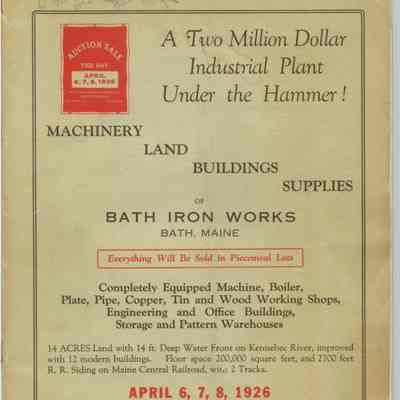 AUCTION SALE
APRIL
6, 7, 8, 1926
A Two Million Dollar
Industrial Plant
Under the Hammer!
MACHINERY
LAND
BUILDINGS
SUPPLIES
OF
BATH IRON WORKS
BATH, MAINE
Everything Will Be Sold in Piecemeal Lots
Completely Equipped Machine, Boiler,
Plate, Pipe, Copper, Tin and Wood Working Shops,
Engineering and Office Buildings,
Storage and Pattern Warehouses
14 ACRES Land with 14 ft. Deep Water Front on Kennebec River, improved
with 12 modern buildings. Floor space 200,000 square feet, and 2700 feet
R. R. Siding on Maine Central Railroad, wit.: 2 Tracks.
APRIL 6, 7, 8, 1926